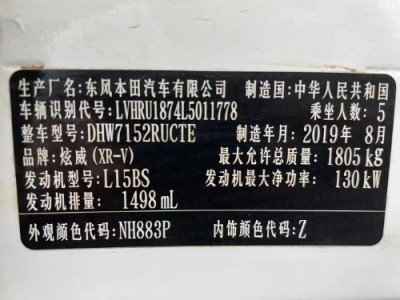 生产厂名:东风本田汽车有限公司 制造国:中华人民共和国
车辆识别代号:LVHRU1874L5011778 乘坐人数:5
整车型号:DHW7152RUCTE 制造年月:2019年8月
品牌:炫威(XR-V) 最大允许总质量:1805kg
发动机型号:L15BS 发动机最大净功率:130kW
发动机排量:1498mL
外观颜色代码:NH883P 内饰颜色代码:Z